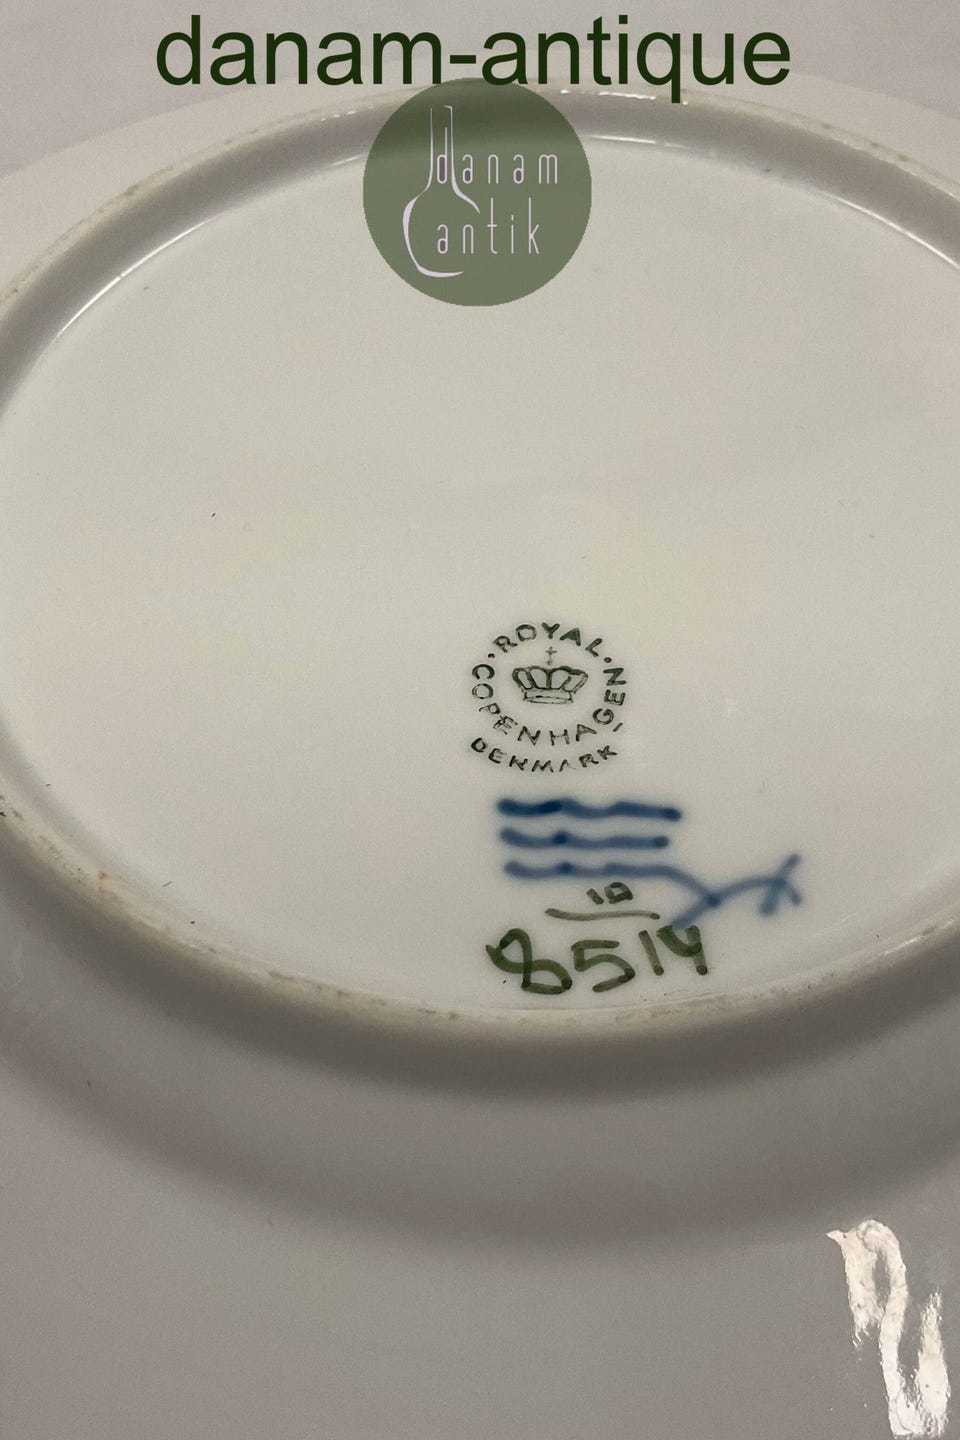 danam-antique
danam
antik
ROYAL
COPENHAGEN
DENMARK
10
8514